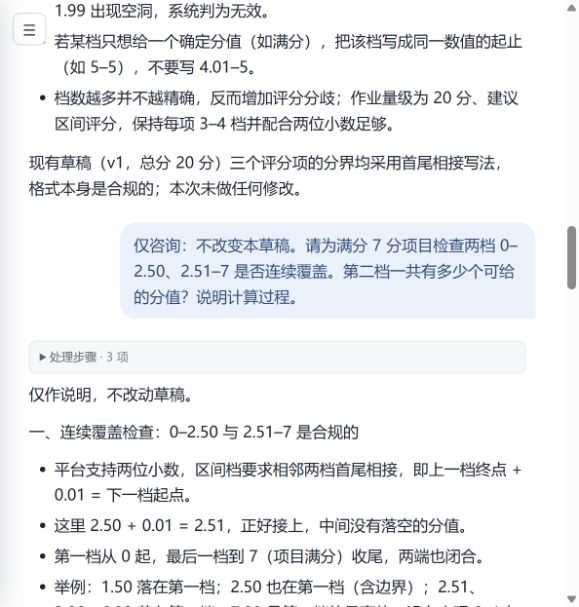 1.99 出现空洞，系统判为无效。
若某档只想给一个确定分值（如满分），把该档写成同一数值的起止
（如 5–5），不要写 4.01–5。
• 档数越多并不越精确，反而增加评分分歧；作业量级为 20 分、建议
区间评分，保持每项 3–4 档并配合两位小数足够。
现有草稿（v1，总分 20 分）三个评分项的分界均采用首尾相接写法，
格式本身是合规的；本次未做任何修改。
仅咨询：不改变本草稿。请为满分 7 分项目检查两档 0–
2.50、2.51–7 是否连续覆盖。第二档一共有多少个可给
的分值？说明计算过程。
▸处理步骤 · 3 项
仅作说明，不改动草稿。
一、连续覆盖检查：0–2.50 与 2.51–7 是合规的
• 平台支持两位小数，区间档要求相邻两档首尾相接，即上一档终点 +
0.01 = 下一档起点。
• 这里 2.50 + 0.01 = 2.51，正好接上，中间没有落空的分值。
• 第一档从 0 起，最后一档到 7（项目满分）收尾，两端也闭合。
• 举例：1.50 落在第一档；2.50 也在第一档（含边界）；2.51、